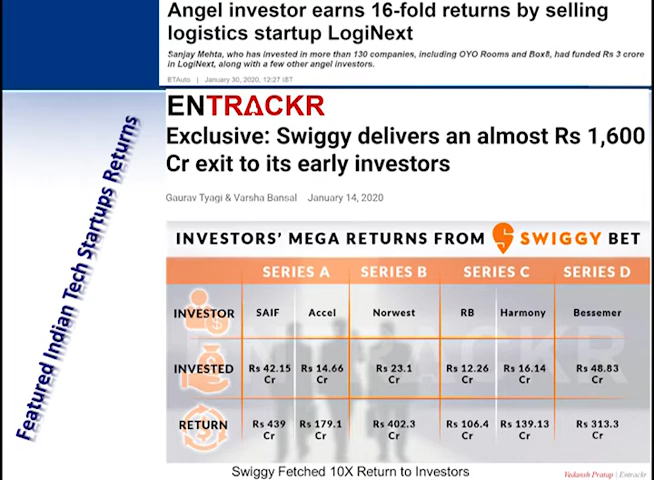 Angel investor earns 16-fold returns by selling
logistics startup LogiNext
Sanjay Mehta, who has invested in more than 130 companies, including OYO Rooms and Box8, had funded Rs 3 crore
in LogiNext, along with a few other angel investors.
BTAuto | January 30, 2020, 12:27 IST
Featured Indian Tech Startups Returns
ENTRACKR
Exclusive: Swiggy delivers an almost Rs 1,600
Cr exit to its early investors
Gaurav Tyagi & Varsha Bansal January 14, 2020
INVESTORS' MEGA RETURNS FROM SWIGGY BET
SERIES A SERIES B SERIES C SERIES D
INVESTOR SAIF Accel Norwest RB Harmony Bessemer
INVESTED Rs 42.15 Cr Rs 14.66 Cr Rs 23.1 Cr Rs 12.26 Cr Rs 16.14 Cr Rs 48.83 Cr
RETURN Rs 439 Cr Rs 179.1 Cr Rs 402.3 Cr Rs 106.4 Cr Rs 139.13 Cr Rs 313.3 Cr
Swiggy Fetched 10X Return to Investors
Vedansh Pratap | Entrackr